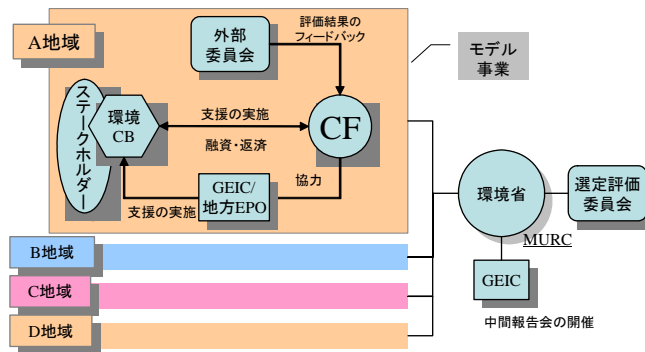 A地域
外部
委員会
評価結果の
フィードバック
モデル
事業
ステークホルダー
環境
CB
支援の実施
融資・返済
CF
協力
GEIC/
地方EPO
支援の実施
環境省
選定評価
委員会
MURC
GEIC
中間報告会の開催
B地域
C地域
D地域